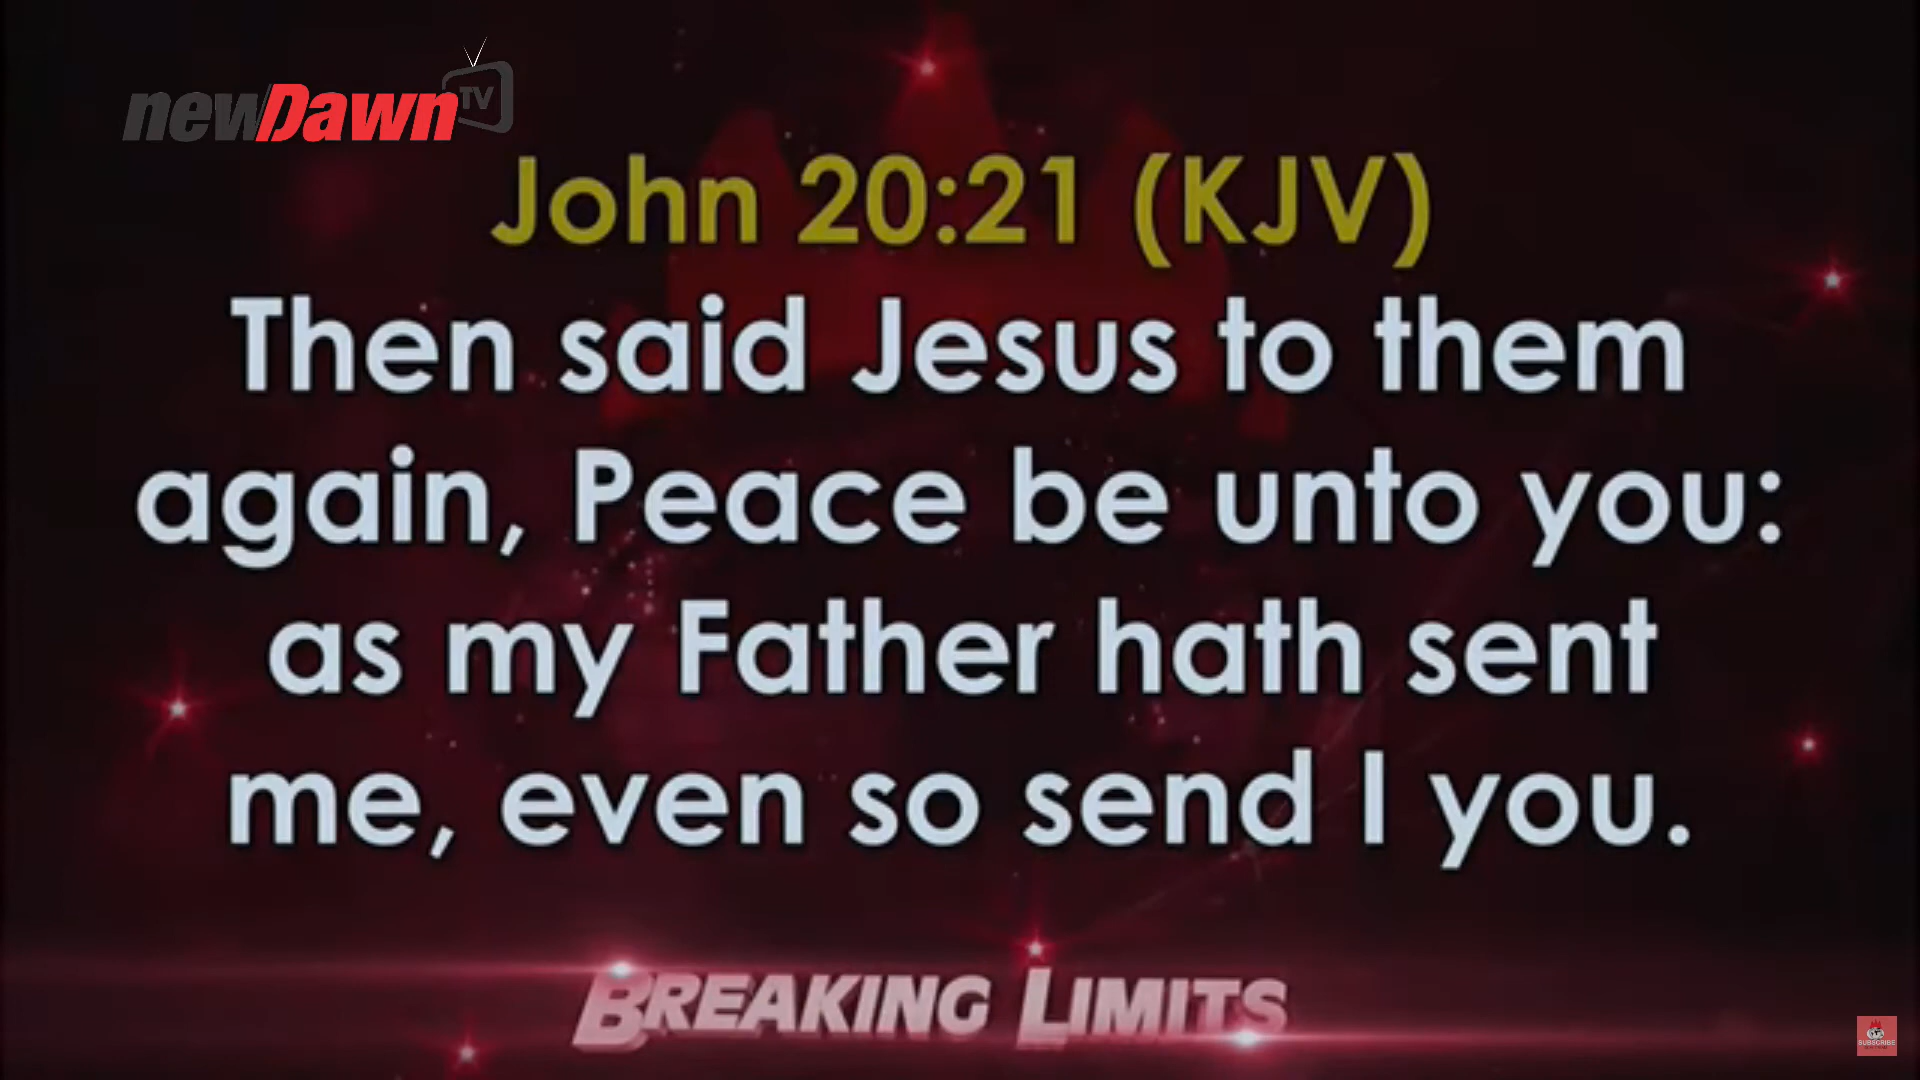 newDawn TV
John 20:21 (KJV)
Then said Jesus to them
again, Peace be unto you:
as my Father hath sent
me, even so send I you.
BREAKING LIMITS
SUBSCRIBE